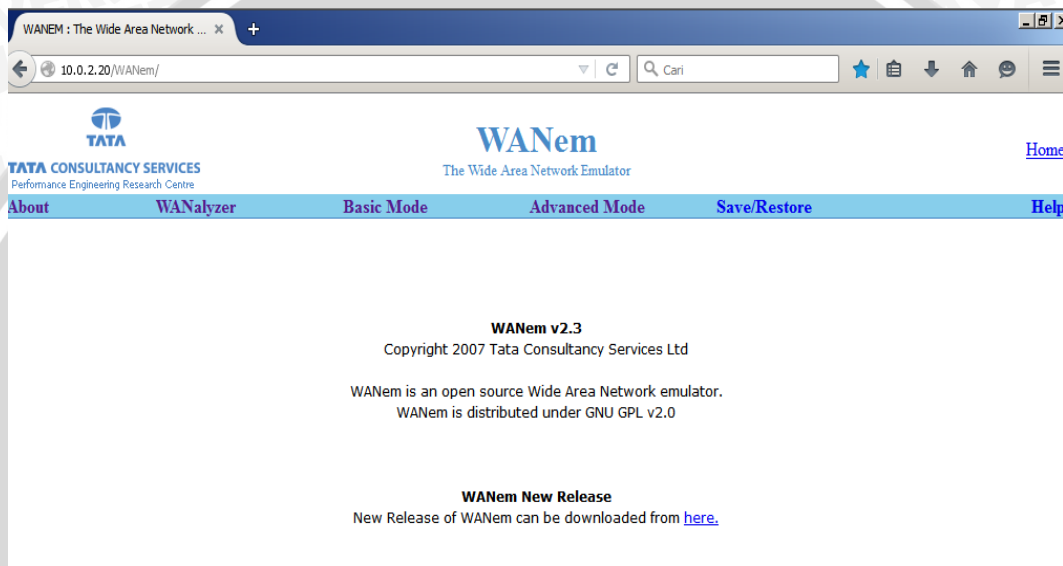 WANEM : The Wide Area Network ...
10.0.2.20/WANem/
Cari
TATA
TATA CONSULTANCY SERVICES
Performance Engineering Research Centre
WANem
The Wide Area Network Emulator
Home
About WANalyzer Basic Mode Advanced Mode Save/Restore Help
WANem v2.3
Copyright 2007 Tata Consultancy Services Ltd
WANem is an open source Wide Area Network emulator.
WANem is distributed under GNU GPL v2.0
WANem New Release
New Release of WANem can be downloaded from here.